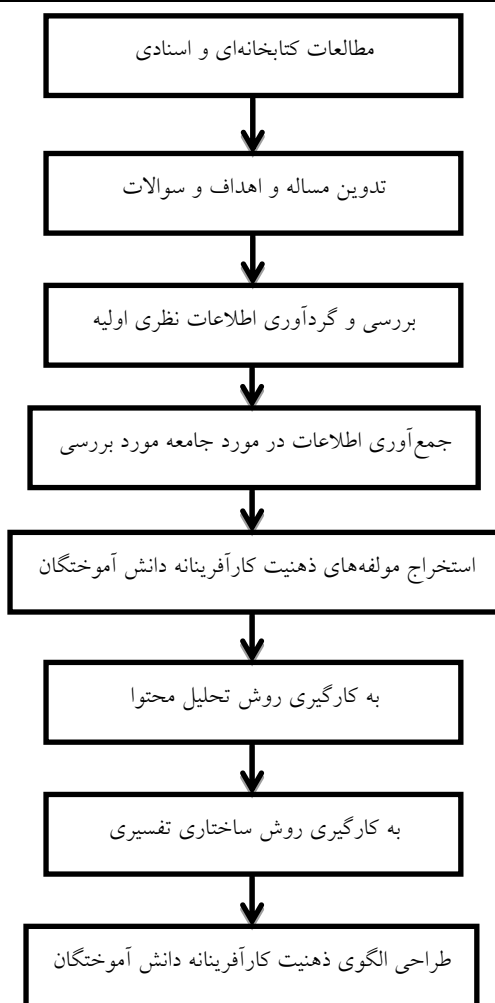 مطالعات کتابخانه‌ای و اسنادی
تدوین مساله و اهداف و سوالات
بررسی و گردآوری اطلاعات نظری اولیه
جمع‌آوری اطلاعات در مورد جامعه مورد بررسی
استخراج مولفه‌های ذهنیت کارآفرینانه دانش آموختگان
به کارگیری روش تحلیل محتوا
به کارگیری روش ساختاری تفسیری
طراحی الگوی ذهنیت کارآفرینانه دانش آموختگان